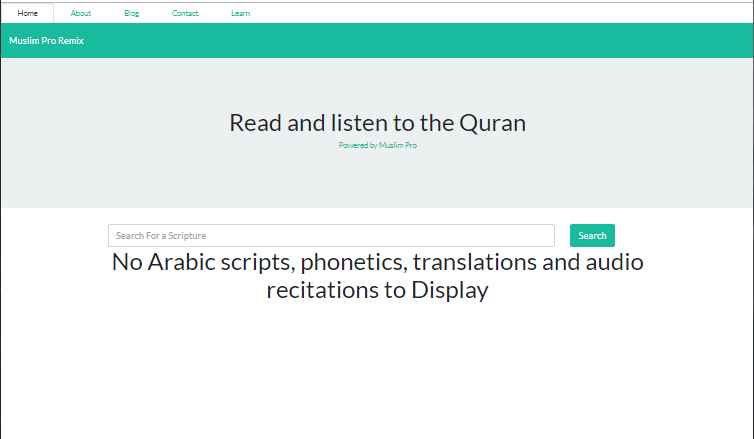 Home About Blog Contact Learn
Muslim Pro Remix
Read and listen to the Quran
Powered by Muslim Pro
Search For a Scripture Search
No Arabic scripts, phonetics, translations and audio
recitations to Display